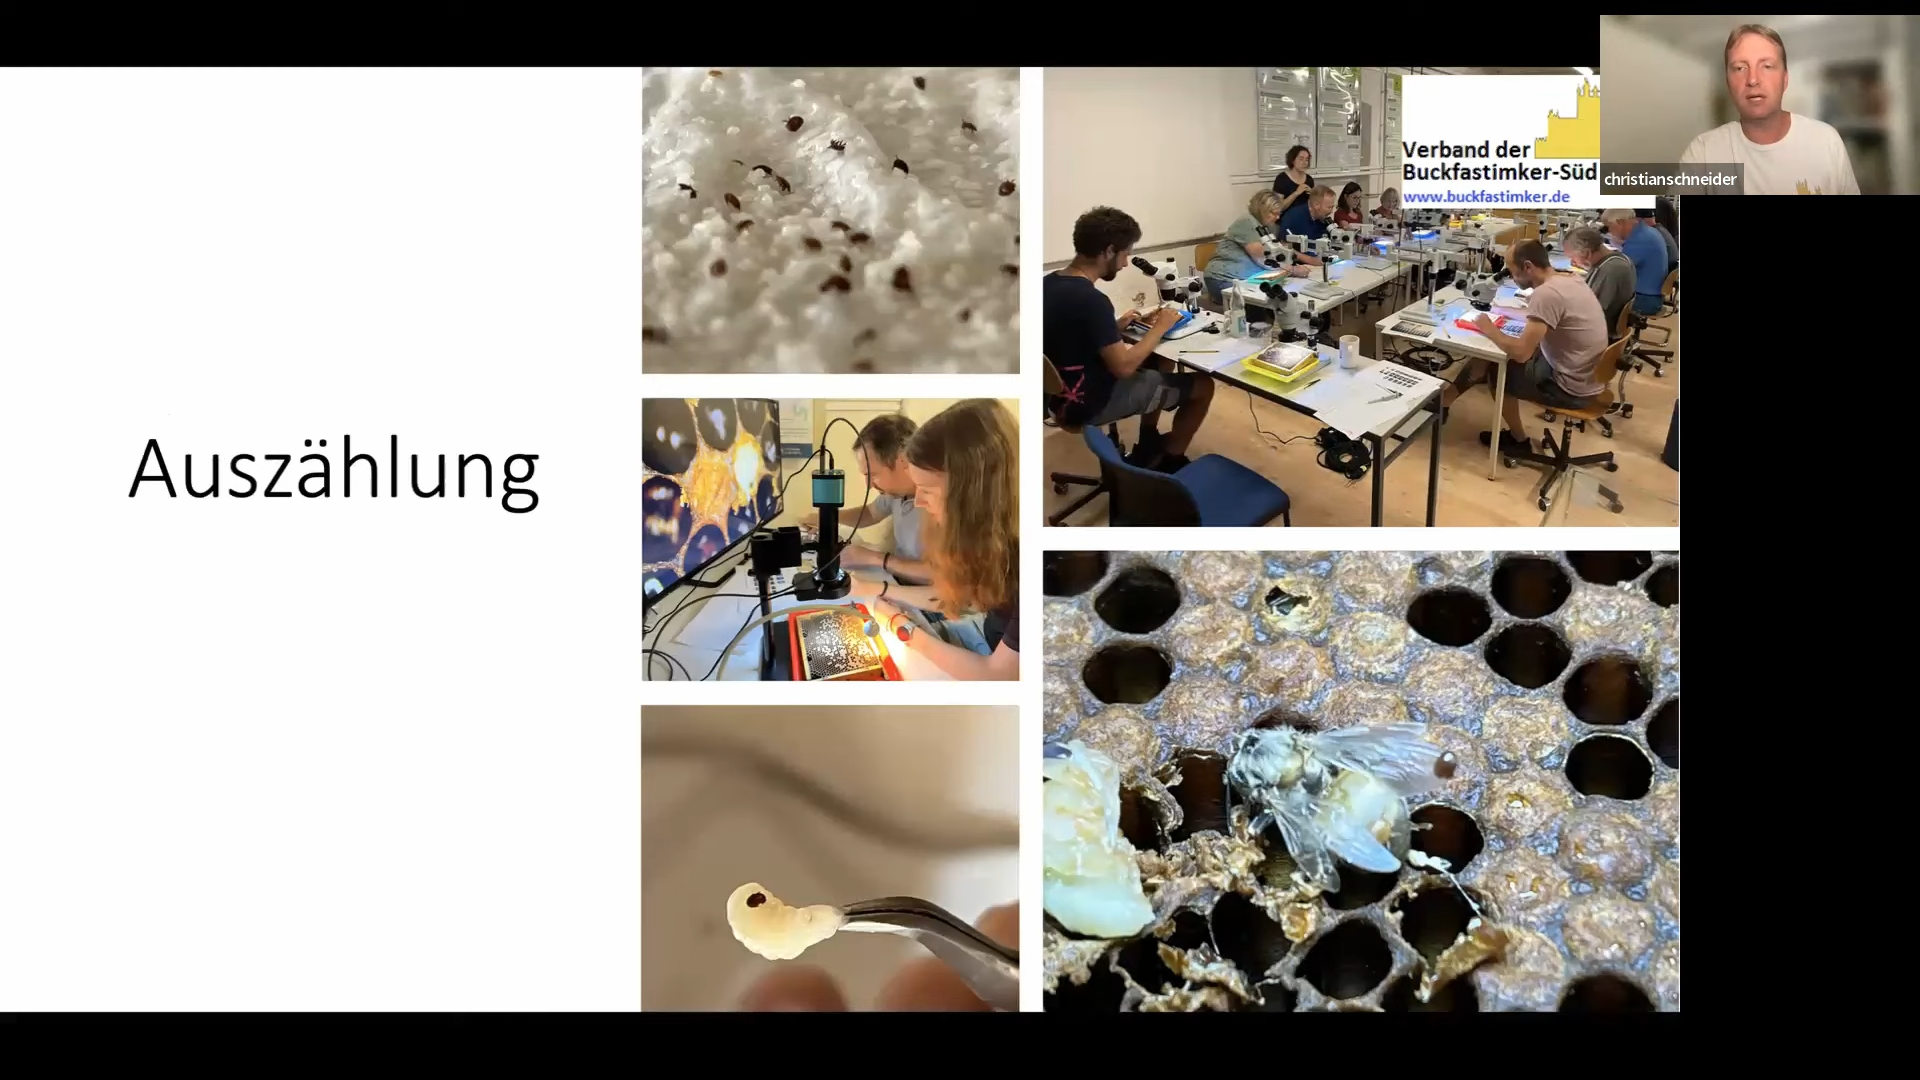 Auszählung
Verband der
Buckfastimker-Süd
www.buckfastimker.de
christianschneider